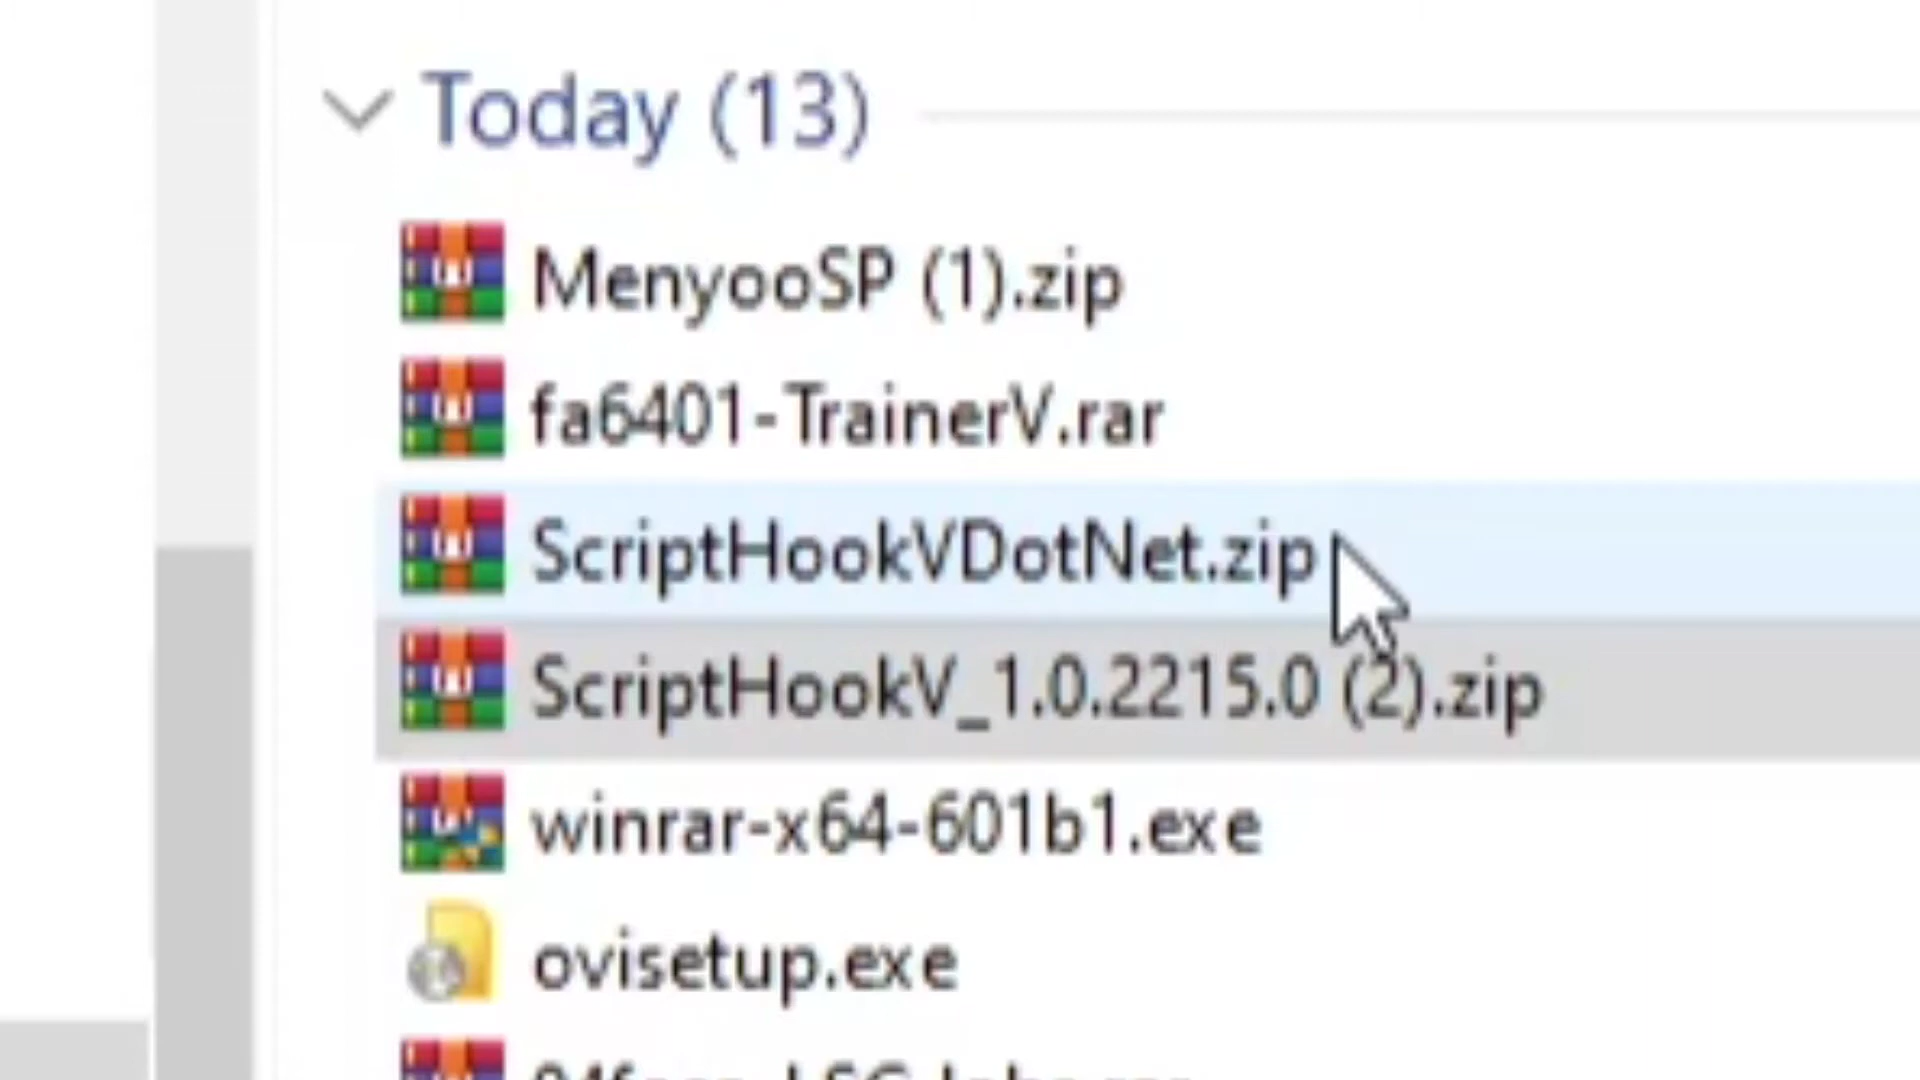 Today (13)
MenyooSP (1).zip
fa6401-TrainerV.rar
ScriptHookVDotNet.zip
ScriptHookV_1.0.2215.0 (2).zip
winrar-x64-601b1.exe
ovisetup.exe